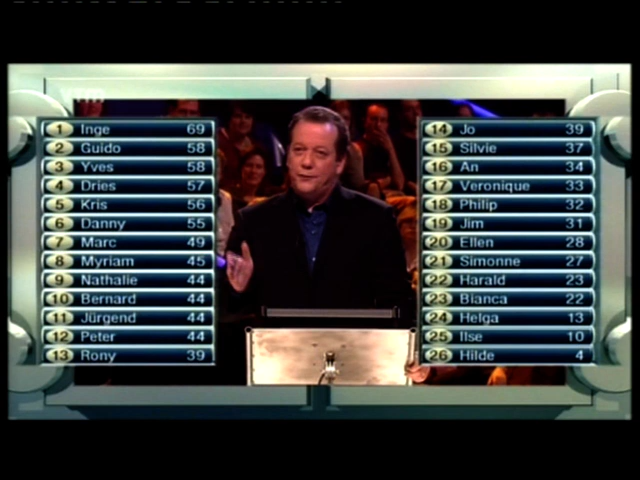 vtm
1 Inge 69
2 Guido 58
3 Yves 58
4 Dries 57
5 Kris 56
6 Danny 55
7 Marc 49
8 Myriam 45
9 Nathalie 44
10 Bernard 44
11 Jürgend 44
12 Peter 44
13 Rony 39
14 Jo 39
15 Silvie 37
16 An 34
17 Veronique 33
18 Philip 32
19 Jim 31
20 Ellen 28
21 Simonne 27
22 Harald 23
23 Bianca 22
24 Helga 13
25 Ilse 10
26 Hilde 4